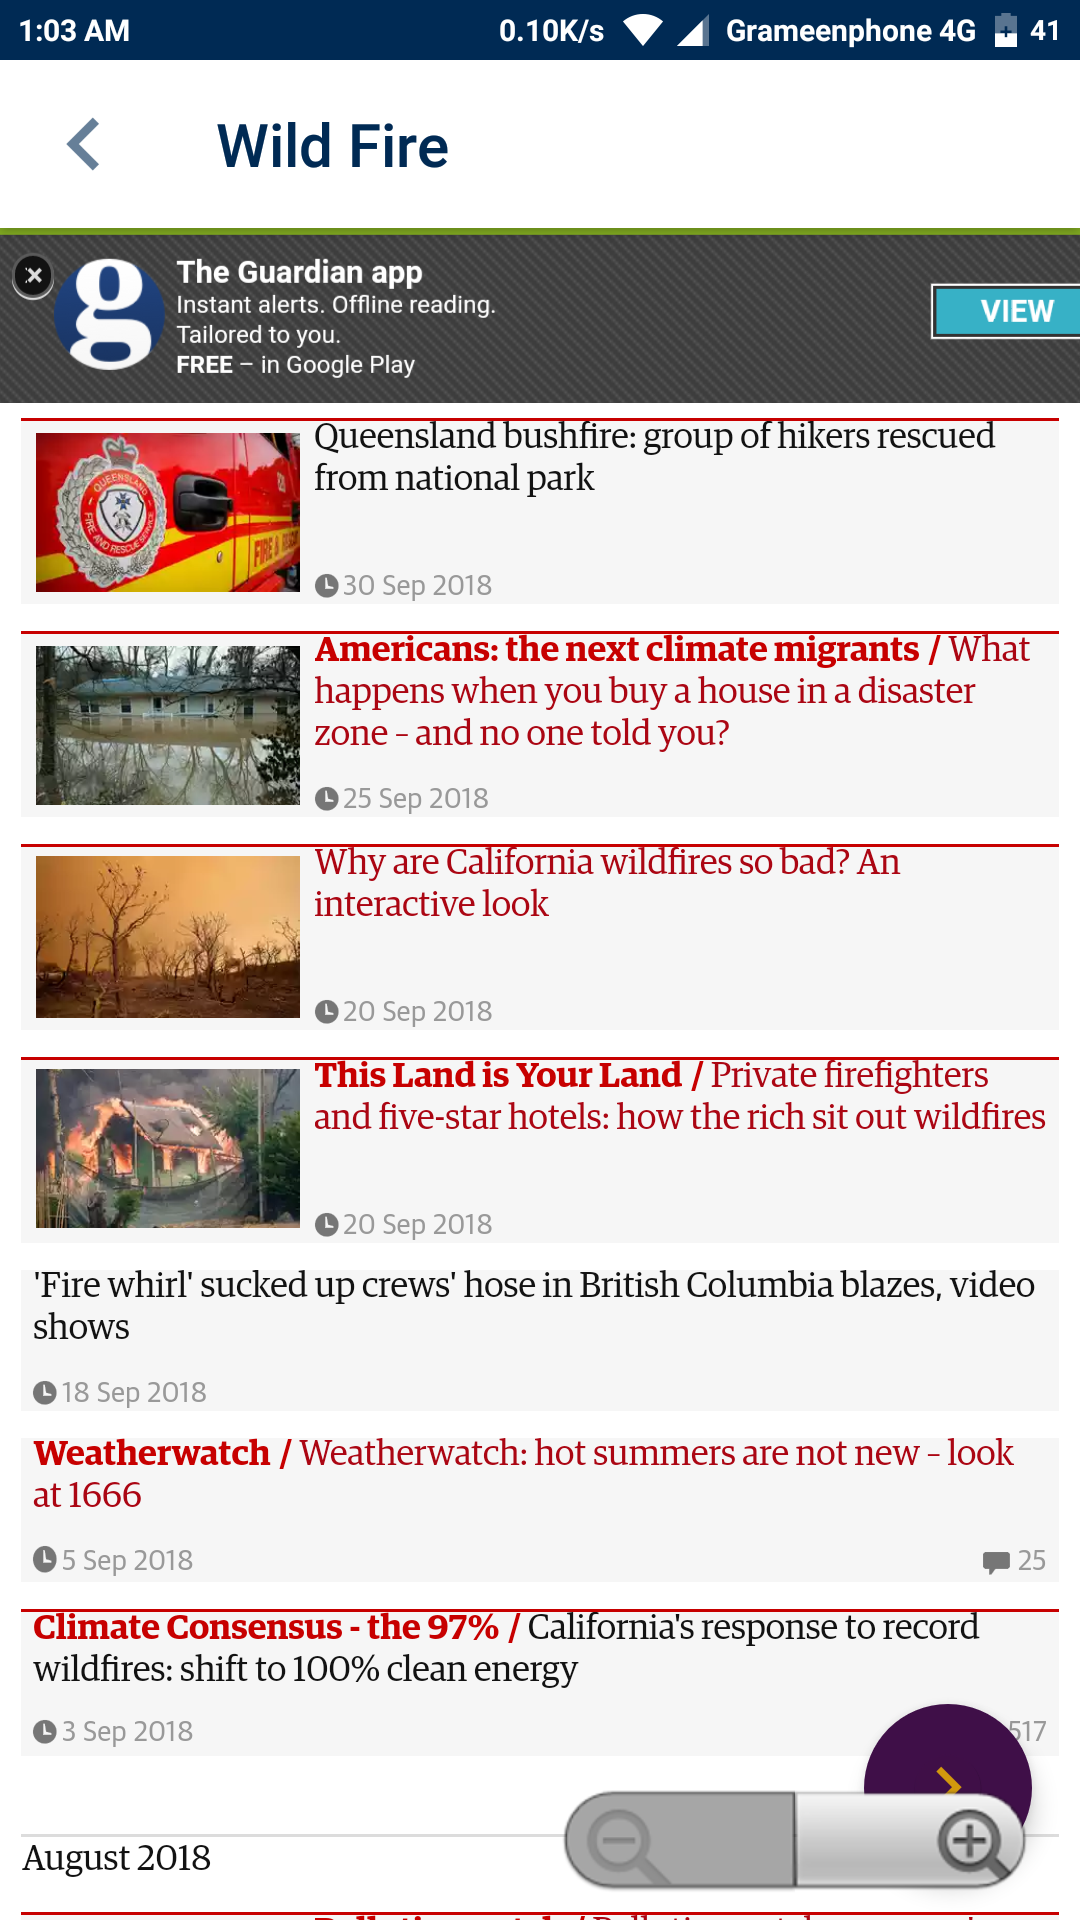 1:03 AM 0.10K/s Grameenphone 4G 41
Wild Fire
The Guardian app
Instant alerts. Offline reading.
Tailored to you.
FREE – in Google Play
VIEW
g
Queensland bushfire: group of hikers rescued
from national park
QUEENSLAND
FIRE AND RESCUE SERVICE
30 Sep 2018
Americans: the next climate migrants / What
happens when you buy a house in a disaster
zone – and no one told you?
25 Sep 2018
Why are California wildfires so bad? An
interactive look
20 Sep 2018
This Land is Your Land / Private firefighters
and five-star hotels: how the rich sit out wildfires
20 Sep 2018
'Fire whirl' sucked up crews' hose in British Columbia blazes, video
shows
18 Sep 2018
Weatherwatch / Weatherwatch: hot summers are not new – look
at 1666
5 Sep 2018 25
Climate Consensus - the 97% / California's response to record
wildfires: shift to 100% clean energy
3 Sep 2018 517
August 2018